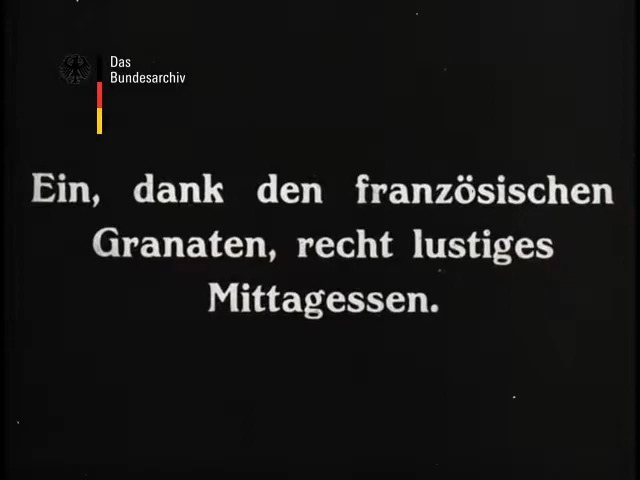 Das
Bundesarchiv
Ein, dank den französischen
Granaten, recht lustiges
Mittagessen.